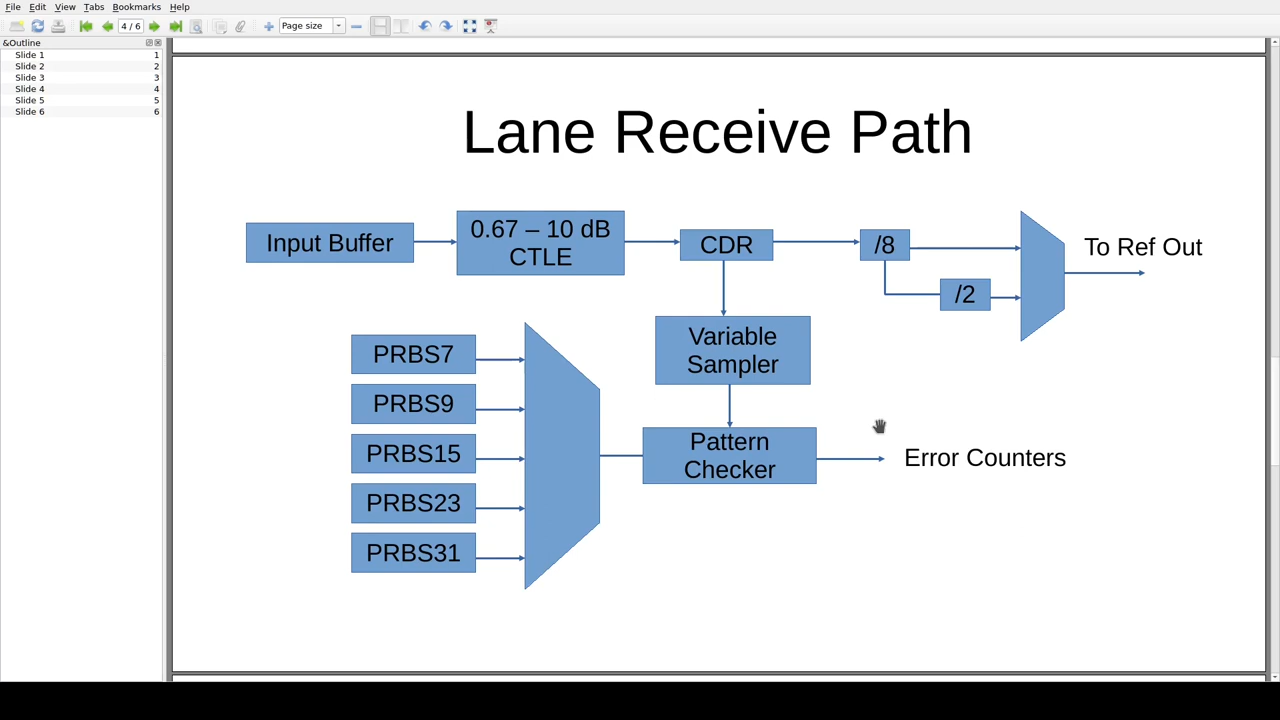 File Edit View Tabs Bookmarks Help
4 / 6
Page size
&Outline
Slide 1 1
Slide 2 2
Slide 3 3
Slide 4 4
Slide 5 5
Slide 6 6
Lane Receive Path
Input Buffer
0.67 – 10 dB
CTLE
CDR
/8
/2
To Ref Out
Variable
Sampler
PRBS7
PRBS9
PRBS15
PRBS23
PRBS31
Pattern
Checker
Error Counters